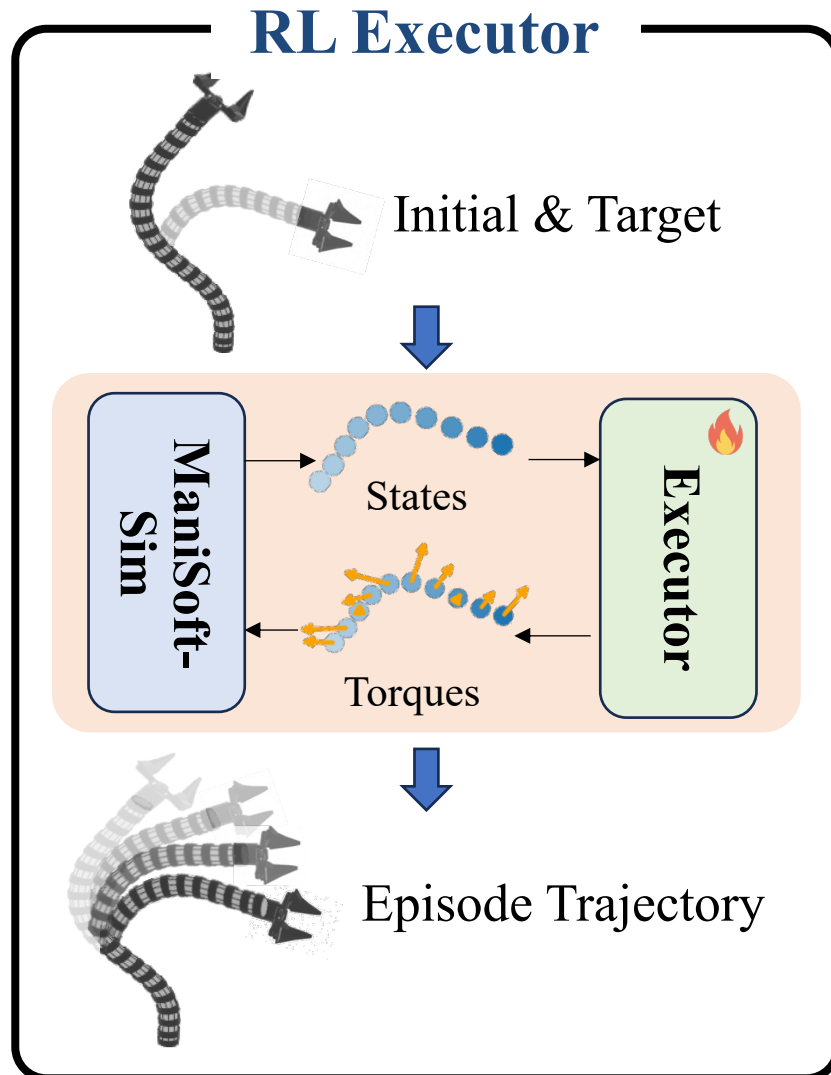 RL Executor
Initial & Target
ManiSoft-
Sim
States
Executor
Torques
Episode Trajectory